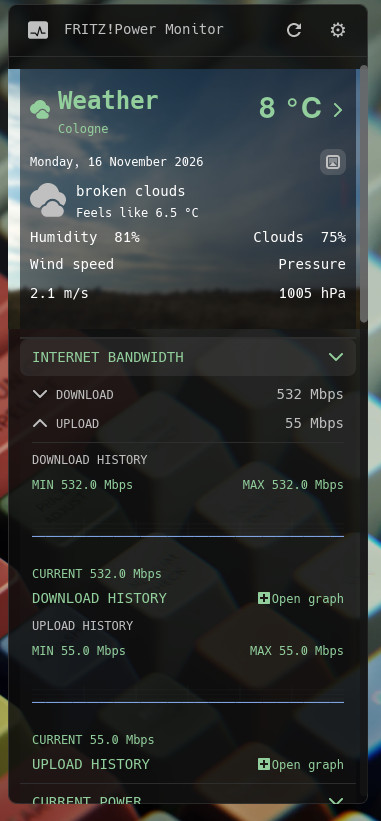 FRITZ!Power Monitor
Weather
8 °C
Cologne
Monday, 16 November 2026
broken clouds
Feels like 6.5 °C
Humidity 81%
Clouds 75%
Wind speed
Pressure
2.1 m/s
1005 hPa
INTERNET BANDWIDTH
DOWNLOAD
532 Mbps
UPLOAD
55 Mbps
DOWNLOAD HISTORY
MIN 532.0 Mbps
MAX 532.0 Mbps
CURRENT 532.0 Mbps
DOWNLOAD HISTORY
Open graph
UPLOAD HISTORY
MIN 55.0 Mbps
MAX 55.0 Mbps
CURRENT 55.0 Mbps
UPLOAD HISTORY
Open graph
CURRENT POWER